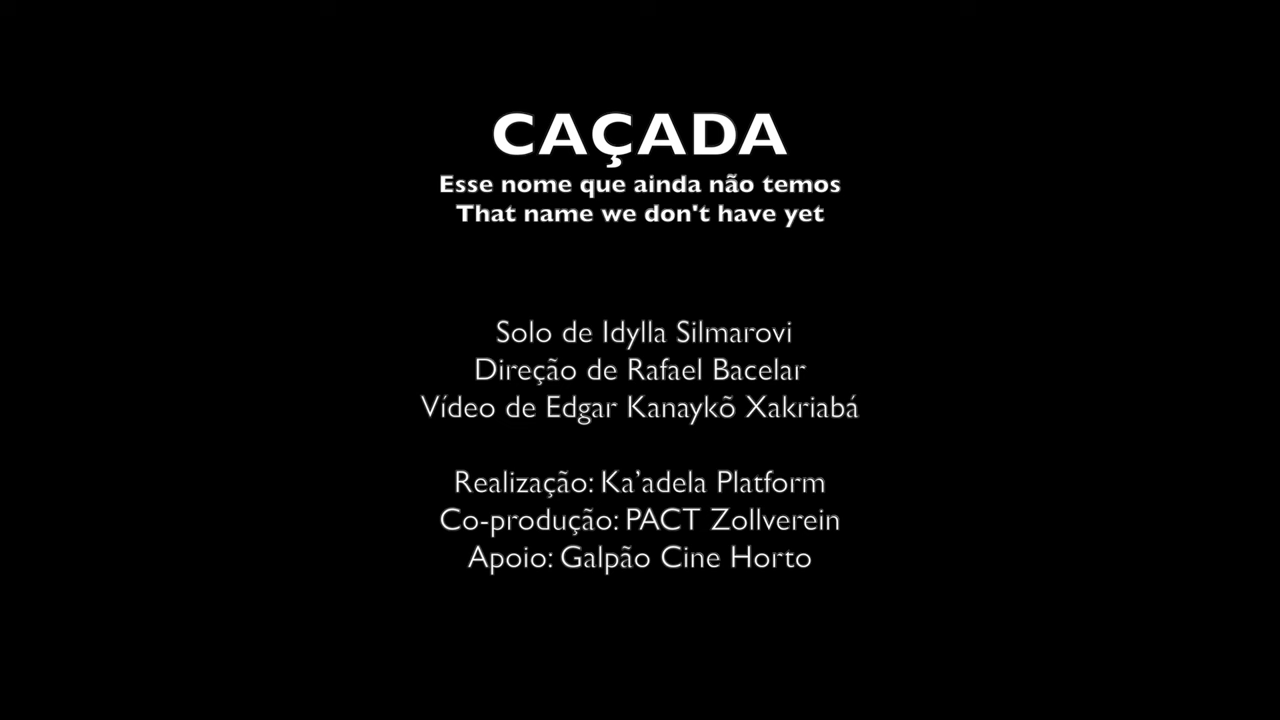 CAÇADA
Esse nome que ainda não temos
That name we don't have yet
Solo de Idylla Silmarovi
Direção de Rafael Bacelar
Vídeo de Edgar Kanaykõ Xakriabá
Realização: Ka’adela Platform
Co-produção: PACT Zollverein
Apoio: Galpão Cine Horto